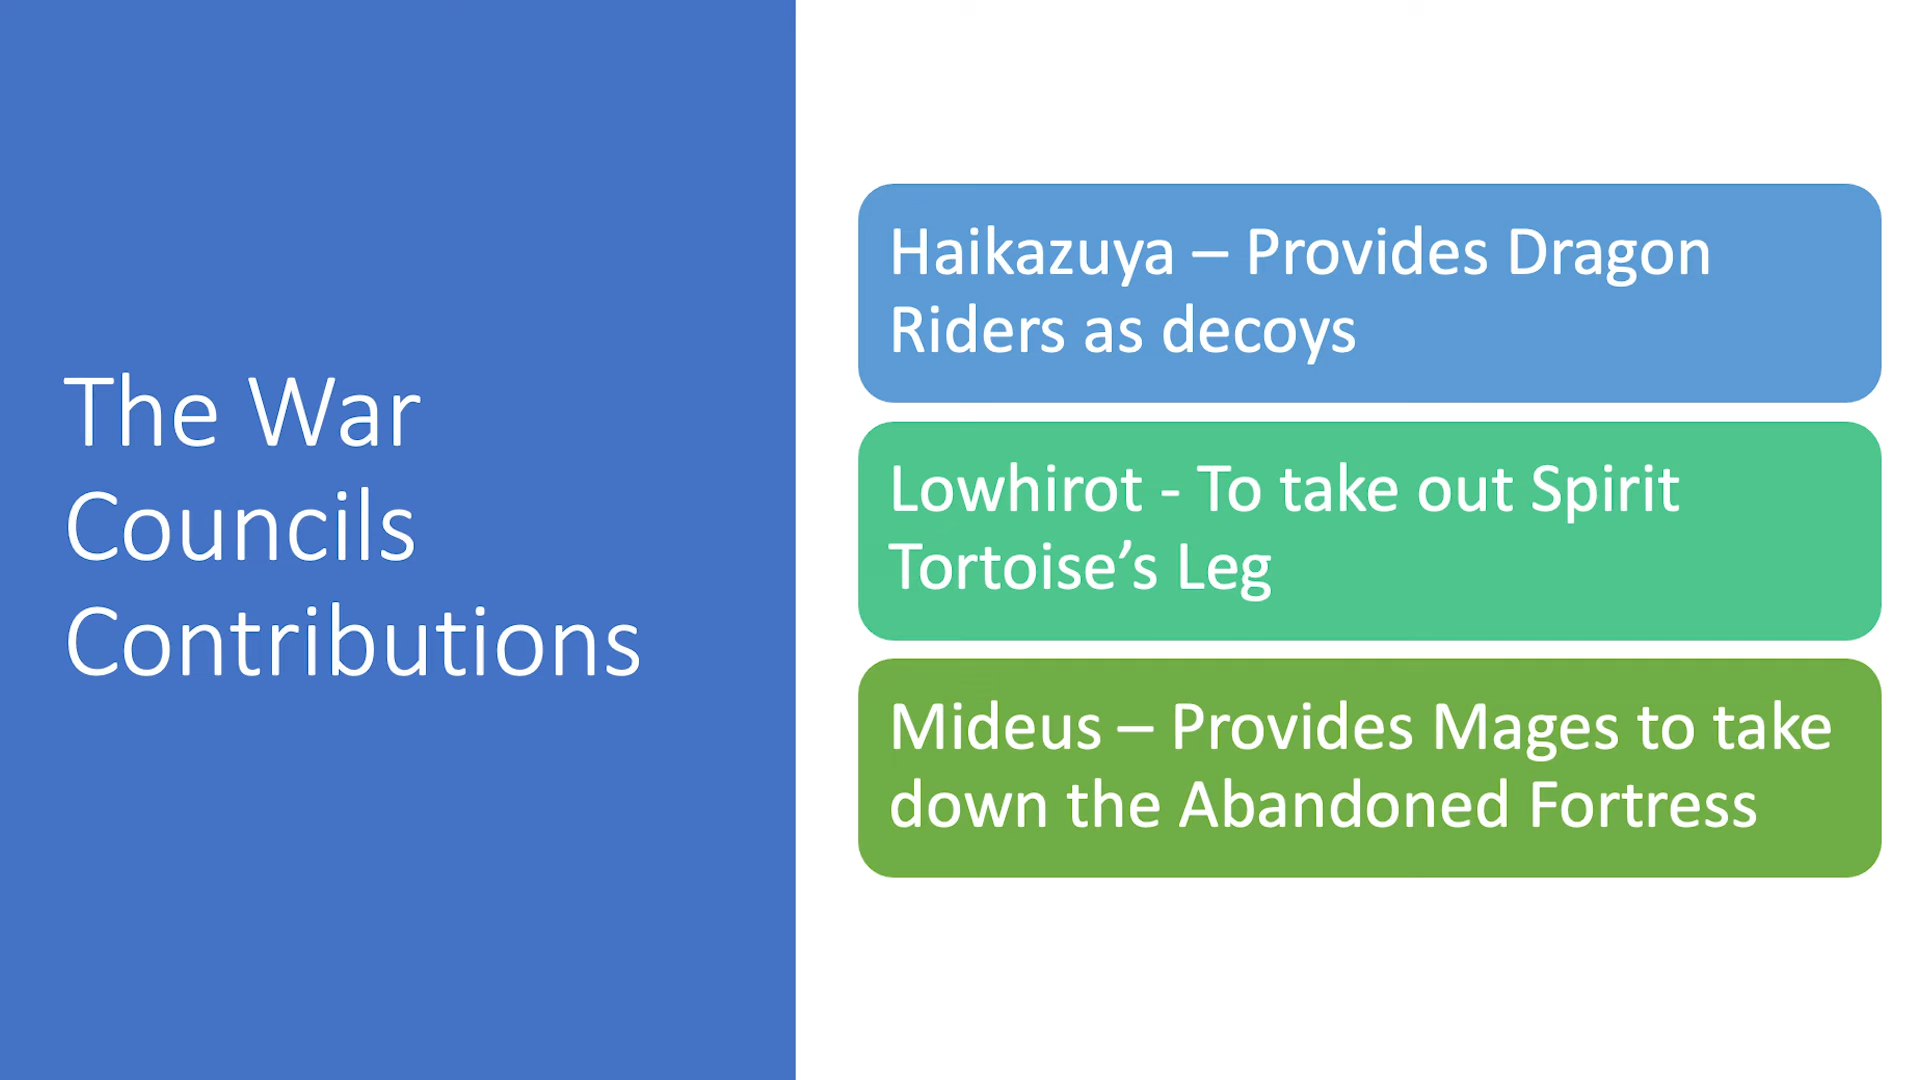 The War
Councils
Contributions
Haikazuya – Provides Dragon
Riders as decoys
Lowhirot - To take out Spirit
Tortoise’s Leg
Mideus – Provides Mages to take
down the Abandoned Fortress